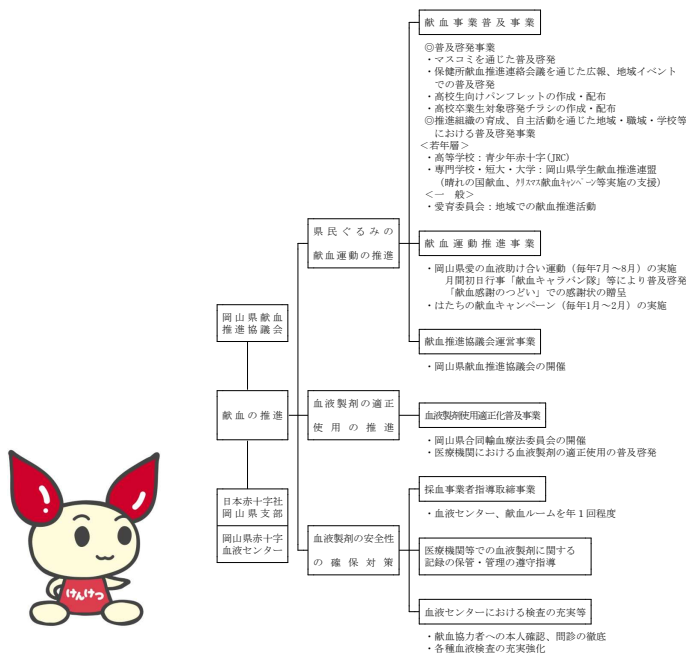 献血事業普及事業
◎普及啓発事業
・マスコミを通じた普及啓発
・保健所献血推進連絡会議を通じた広報、地域イベント
での普及啓発
・高校生向けパンフレットの作成・配布
・高校卒業生対象啓発チラシの作成・配布
◎推進組織の育成、自主活動を通じた地域・職域・学校等
における普及啓発事業
＜若年層＞
・高等学校：青少年赤十字(JRC)
・専門学校・短大・大学：岡山県学生献血推進連盟
（晴れの国献血、ｸﾘｽﾏｽ献血ｷｬﾝﾍﾟｰﾝ等実施の支援）
＜一　般＞
・愛育委員会：地域での献血推進活動
県民ぐるみの
献血運動の推進
献血運動推進事業
・岡山県愛の血液助け合い運動（毎年7月～8月）の実施
月間初日行事「献血キャラバン隊」等により普及啓発
「献血感謝のつどい」での感謝状の贈呈
・はたちの献血キャンペーン（毎年1月～2月）の実施
岡山県献血
推進協議会
献血推進協議会運営事業
・岡山県献血推進協議会の開催
献血の推進
血液製剤の適正
使用の推進
血液製剤使用適正化普及事業
・岡山県合同輸血療法委員会の開催
・医療機関における血液製剤の適正使用の普及啓発
日本赤十字社
岡山県支部
岡山県赤十字
血液センター
血液製剤の安全性
の確保対策
採血事業者指導取締事業
・血液センター、献血ルームを年１回程度
医療機関等での血液製剤に関する
記録の保管・管理の遵守指導
血液センターにおける検査の充実等
・献血協力者への本人確認、問診の徹底
・各種血液検査の充実強化
けんけつ